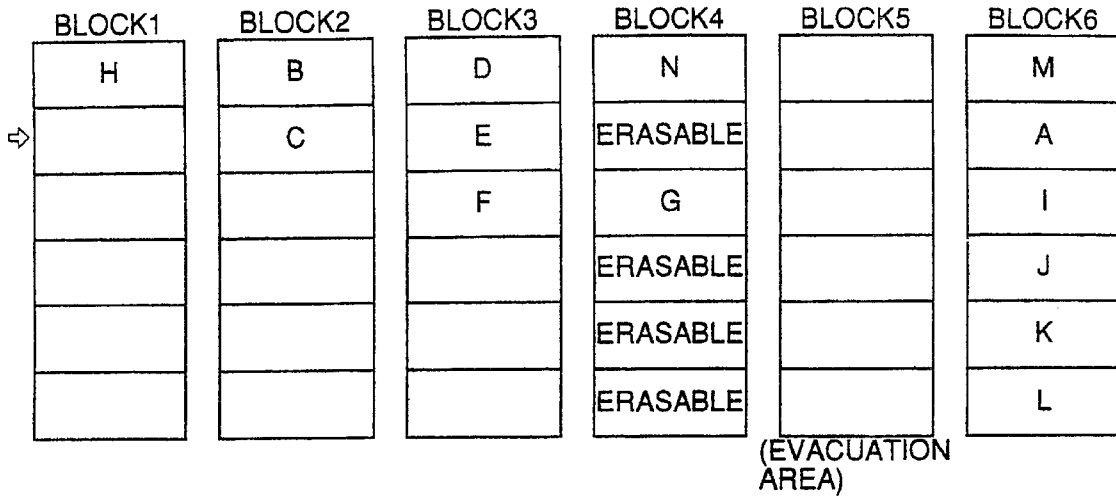 BLOCK1 BLOCK2 BLOCK3 BLOCK4 BLOCK5 BLOCK6
H B D N M
C E ERASABLE A
F G I
ERASABLE J
ERASABLE K
ERASABLE L
(EVACUATION
AREA)